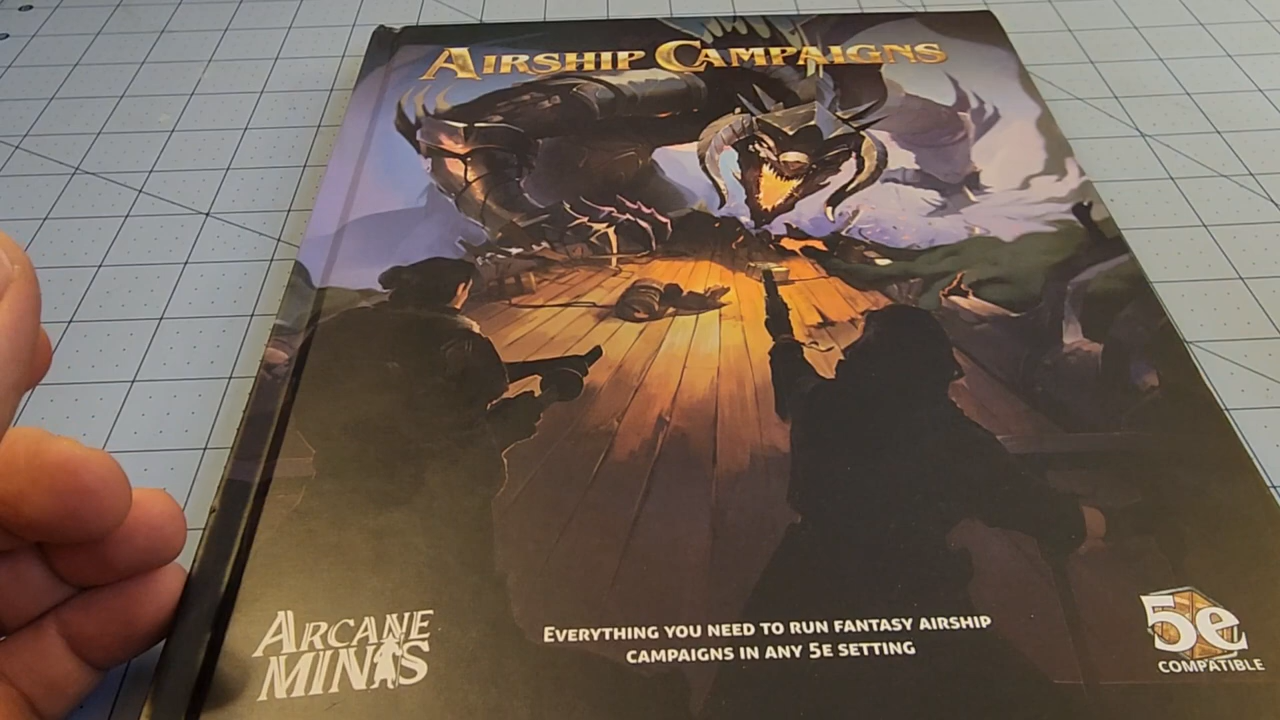 Airship Campaigns
Arcane
Minis
Everything you need to run fantasy airship
campaigns in any 5e setting
5e
COMPATIBLE